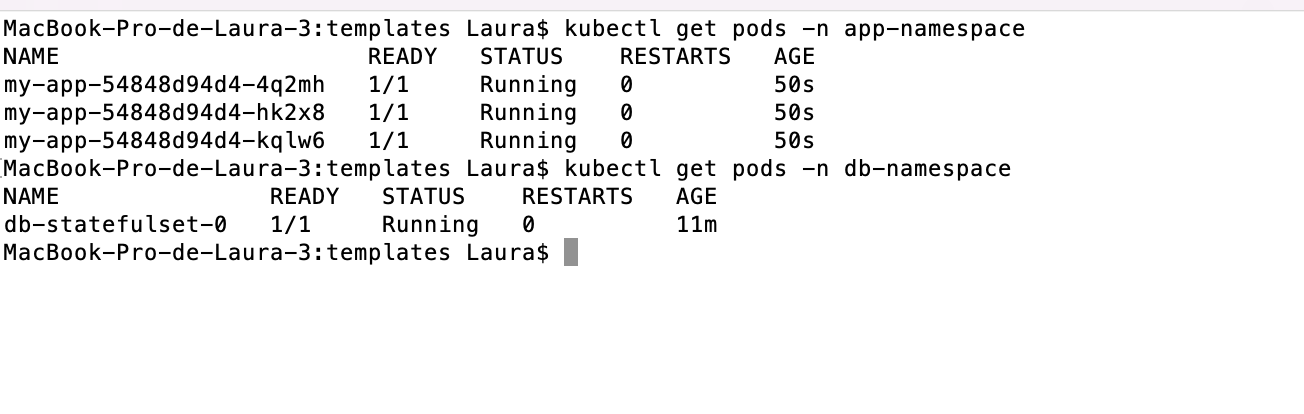 MacBook-Pro-de-Laura-3:templates Laura$ kubectl get pods -n app-namespace
NAME                      READY   STATUS    RESTARTS   AGE
my-app-54848d94d4-4q2mh   1/1     Running   0          50s
my-app-54848d94d4-hk2x8   1/1     Running   0          50s
my-app-54848d94d4-kqlw6   1/1     Running   0          50s
MacBook-Pro-de-Laura-3:templates Laura$ kubectl get pods -n db-namespace
NAME               READY   STATUS    RESTARTS   AGE
db-statefulset-0   1/1     Running   0          11m
MacBook-Pro-de-Laura-3:templates Laura$